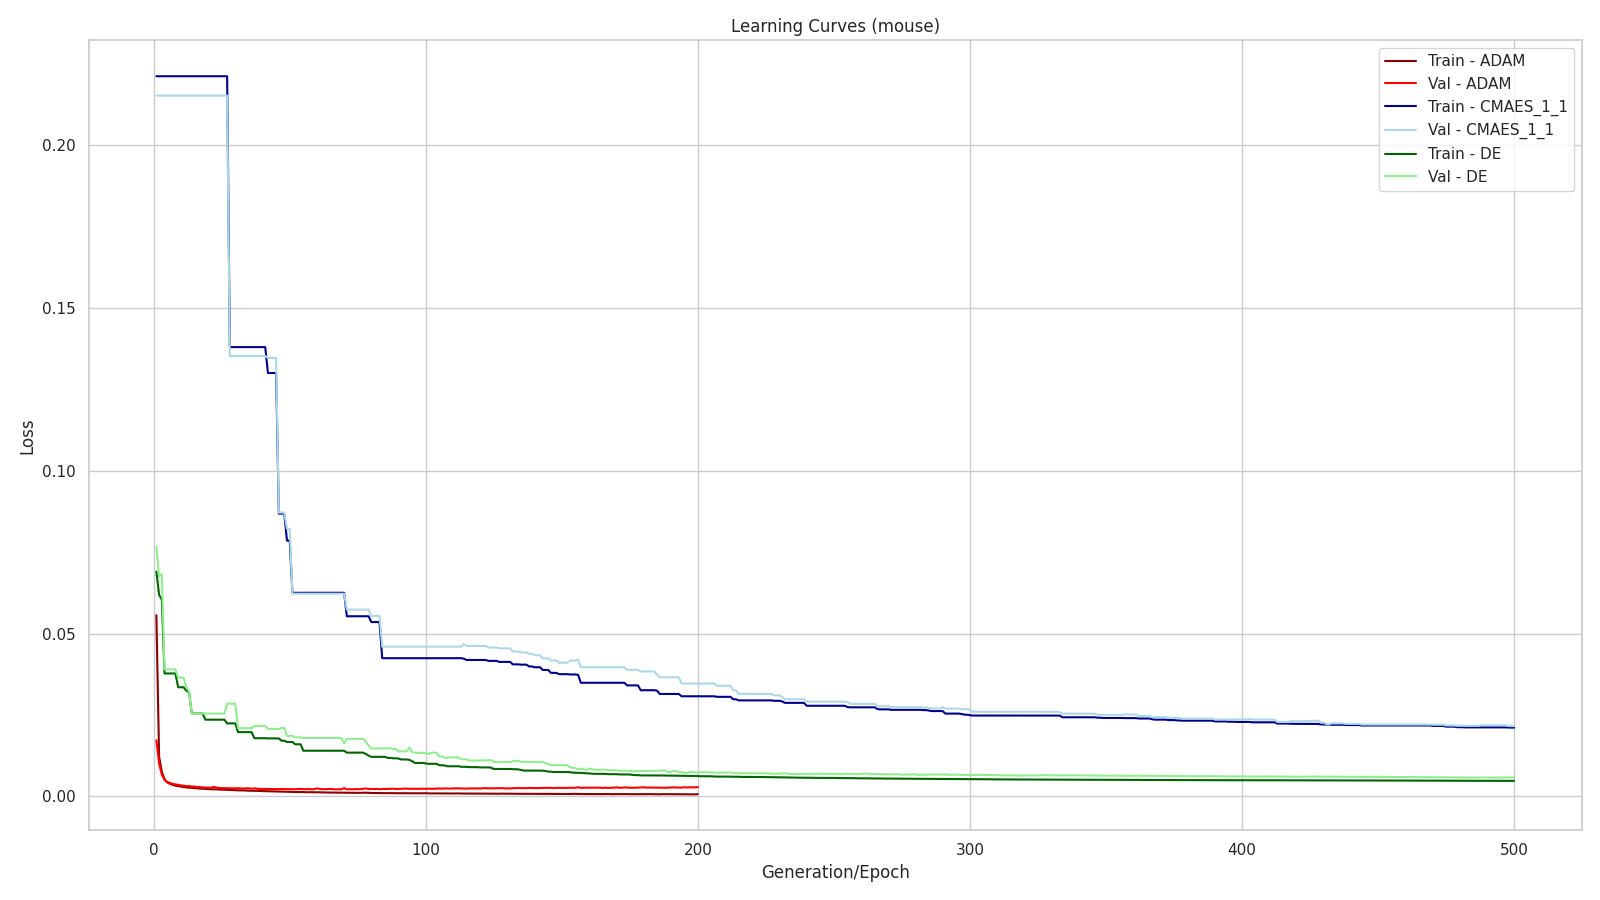 Learning Curves (mouse)
Train - ADAM
Val - ADAM
Train - CMAES_1_1
Val - CMAES_1_1
Train - DE
Val - DE
0.20
0.15
0.10
0.05
0.00
Loss
0 100 200 300 400 500
Generation/Epoch